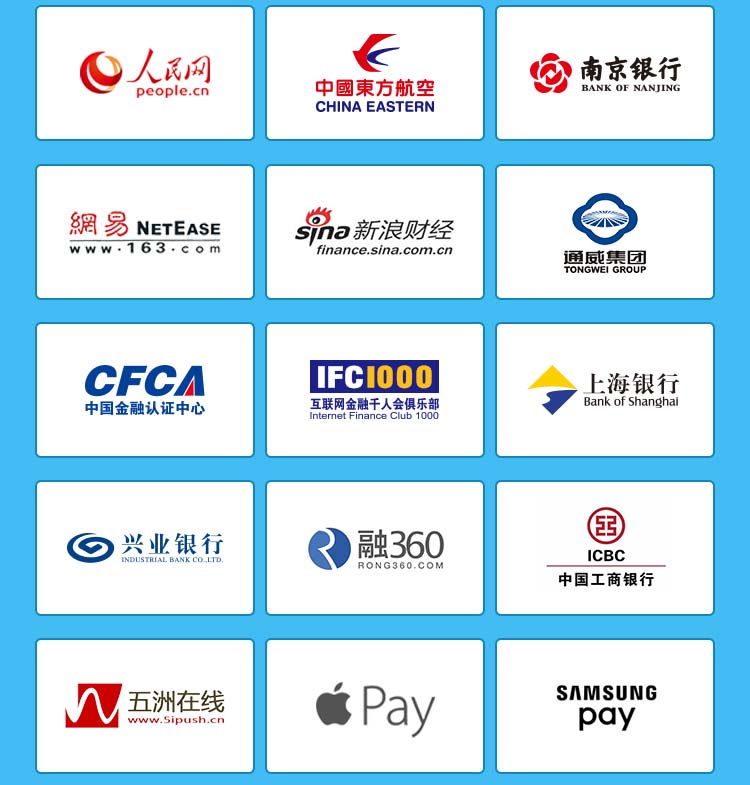 人民网
people.cn
中國東方航空
CHINA EASTERN
南京银行
BANK OF NANJING
網易 NETEASE
www.163.com
sina 新浪财经
finance.sina.com.cn
通威集团
TONGWEI GROUP
CFCA
中国金融认证中心
IFC1000
互联网金融千人会俱乐部
Internet Finance Club 1000
上海银行
Bank of Shanghai
兴业银行
INDUSTRIAL BANK CO.,LTD.
融360
RONG360.COM
ICBC
中国工商银行
五洲在线
www.5ipush.cn
Pay
SAMSUNG
pay